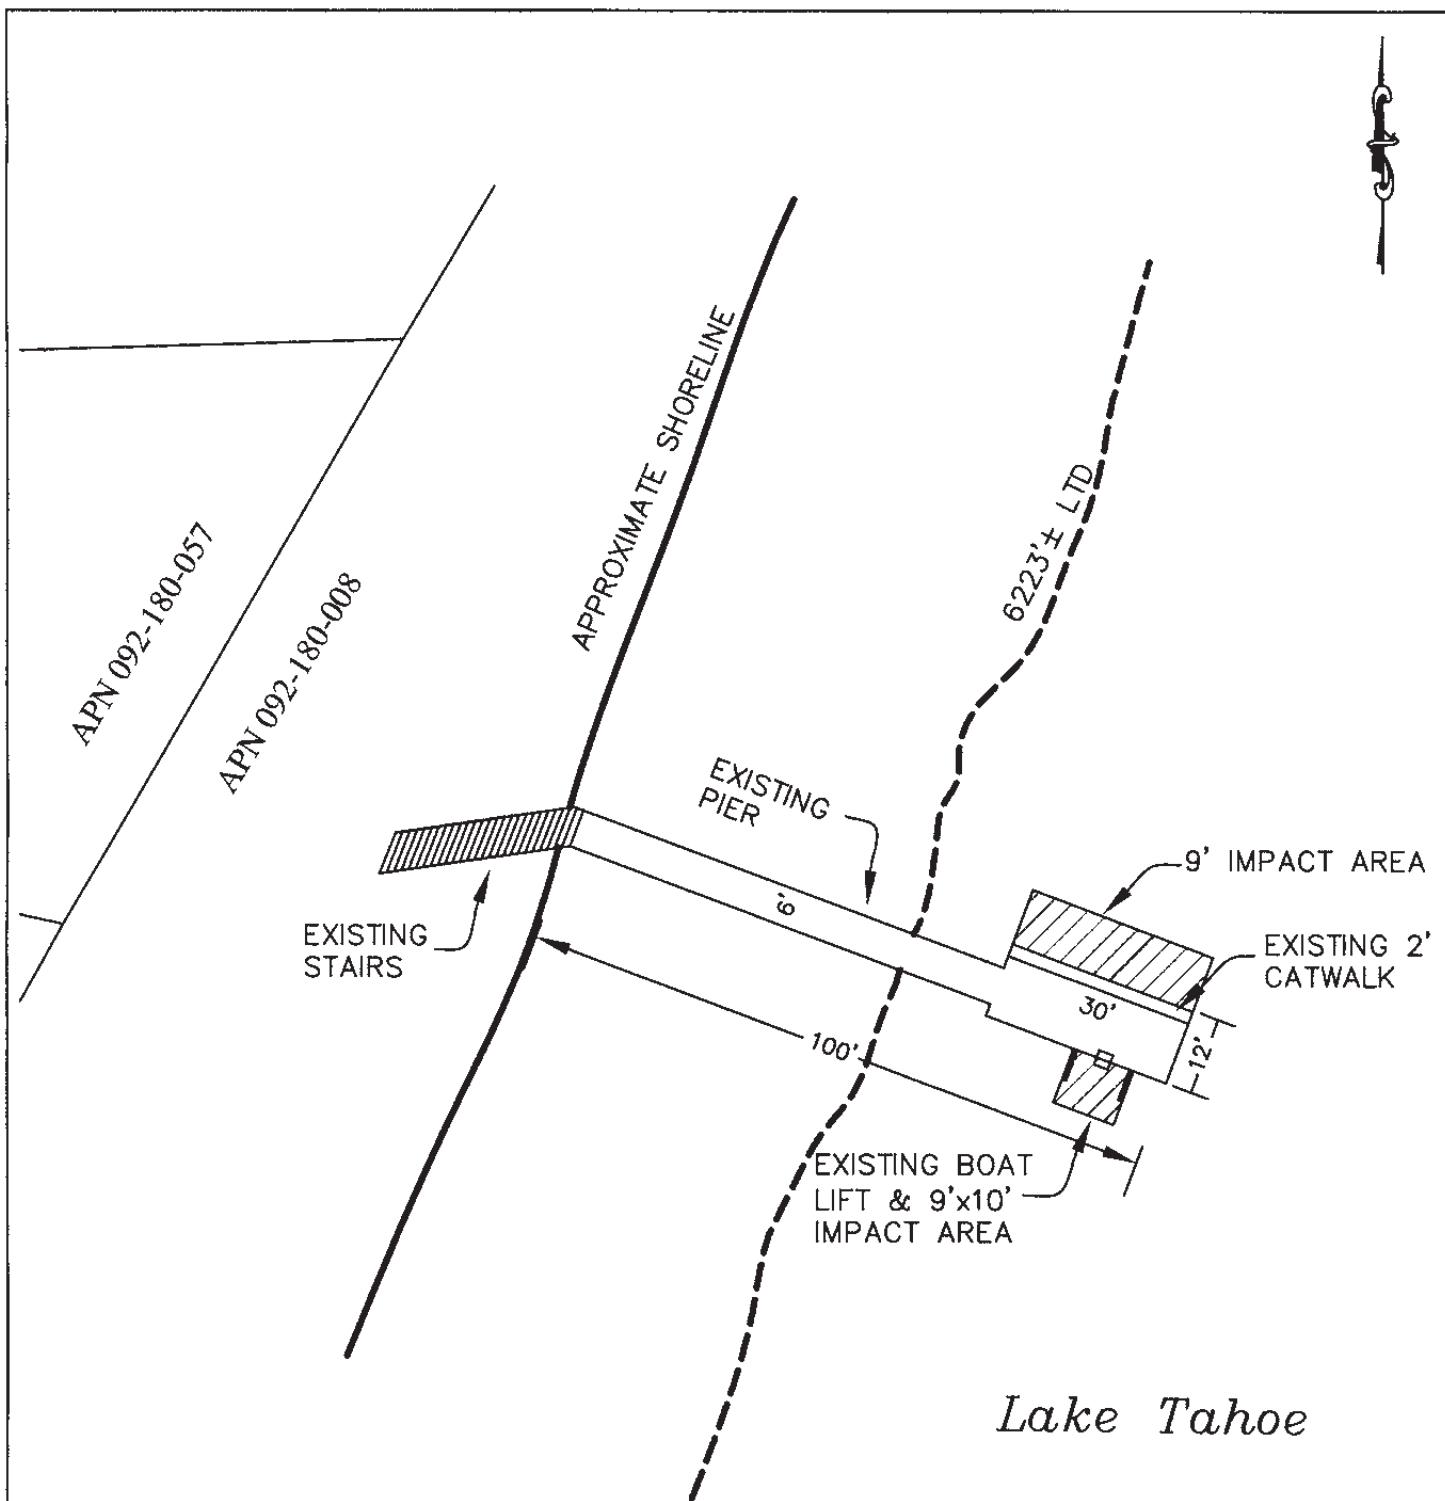 APPROXIMATE SHORELINE
6223'± LTD
APN 092-180-057
APN 092-180-008
EXISTING
PIER
9' IMPACT AREA
6'
EXISTING
STAIRS
EXISTING 2'
CATWALK
30'
12'
100'
EXISTING BOAT
LIFT & 9'x10'
IMPACT AREA
Lake Tahoe